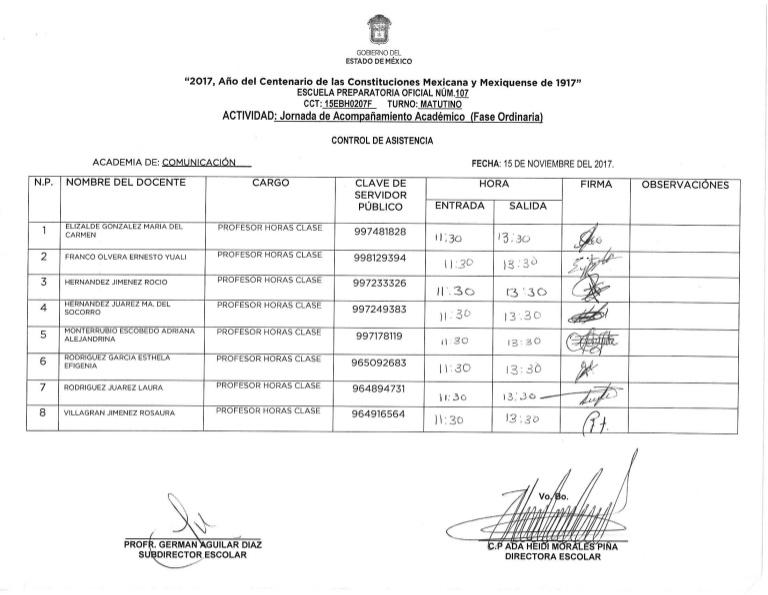 GOBIERNO DEL
ESTADO DE MÉXICO
“2017, Año del Centenario de las Constituciones Mexicana y Mexiquense de 1917”
ESCUELA PREPARATORIA OFICIAL NÚM.107
CCT: 15EBH0207F TURNO: MATUTINO
ACTIVIDAD: Jornada de Acompañamiento Académico (Fase Ordinaria)
CONTROL DE ASISTENCIA
ACADEMIA DE: COMUNICACIÓN FECHA: 15 DE NOVIEMBRE DEL 2017.
N.P. NOMBRE DEL DOCENTE CARGO CLAVE DE SERVIDOR PÚBLICO HORA FIRMA OBSERVACIÓNES
ENTRADA SALIDA
1 ELIZALDE GONZALEZ MARIA DEL CARMEN PROFESOR HORAS CLASE 997481828 11:30 13:30
2 FRANCO OLVERA ERNESTO YUALI PROFESOR HORAS CLASE 998129394 11:30 13:30
3 HERNANDEZ JIMENEZ ROCIO PROFESOR HORAS CLASE 997233326 11:30 13:30
4 HERNANDEZ JUAREZ MA. DEL SOCORRO PROFESOR HORAS CLASE 997249383 11:30 13:30
5 MONTERRUBIO ESCOBEDO ADRIANA ALEJANDRINA PROFESOR HORAS CLASE 997178119 11:30 13:30
6 RODRIGUEZ GARCIA ESTHELA EFIGENIA PROFESOR HORAS CLASE 965092683 11:30 13:30
7 RODRIGUEZ JUAREZ LAURA PROFESOR HORAS CLASE 964894731 11:30 13:30
8 VILLAGRAN JIMENEZ ROSAURA PROFESOR HORAS CLASE 964916564 11:30 13:30
Vo. Bo.
PROFR. GERMAN AGUILAR DIAZ C.P ADA HEIDI MORALES PIÑA
SUBDIRECTOR ESCOLAR DIRECTORA ESCOLAR